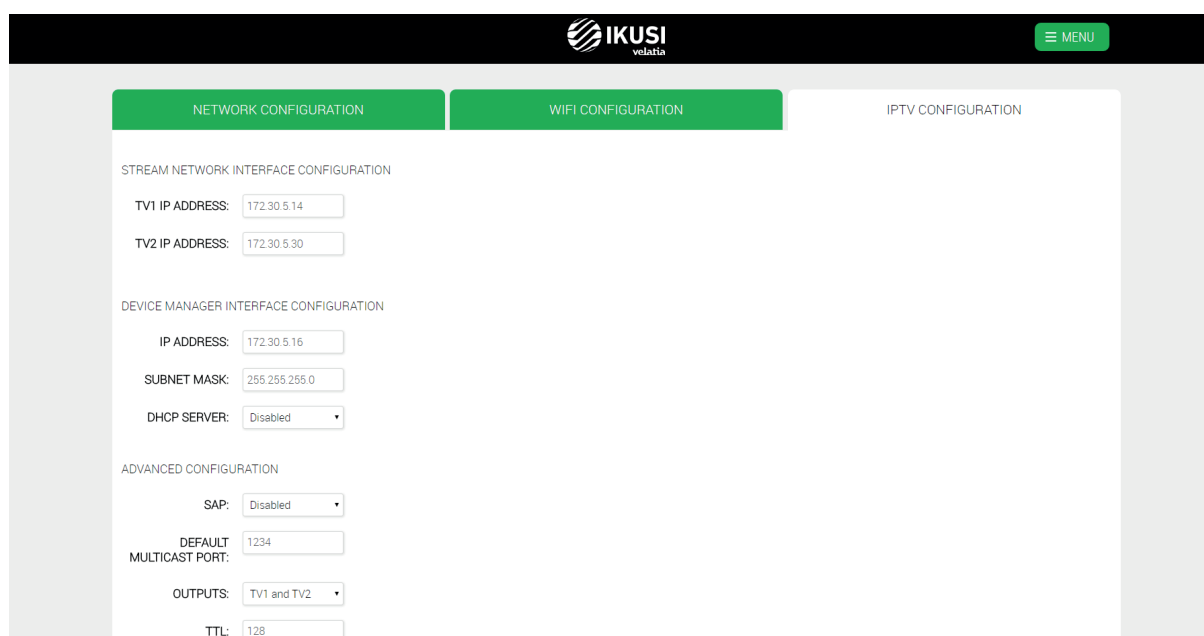 IKUSI
velatia
☰ MENU
NETWORK CONFIGURATION
WIFI CONFIGURATION
IPTV CONFIGURATION
STREAM NETWORK INTERFACE CONFIGURATION
TV1 IP ADDRESS: 172.30.5.14
TV2 IP ADDRESS: 172.30.5.30
DEVICE MANAGER INTERFACE CONFIGURATION
IP ADDRESS: 172.30.5.16
SUBNET MASK: 255.255.255.0
DHCP SERVER: Disabled
ADVANCED CONFIGURATION
SAP: Disabled
DEFAULT 1234
MULTICAST PORT:
OUTPUTS: TV1 and TV2
TTL: 128